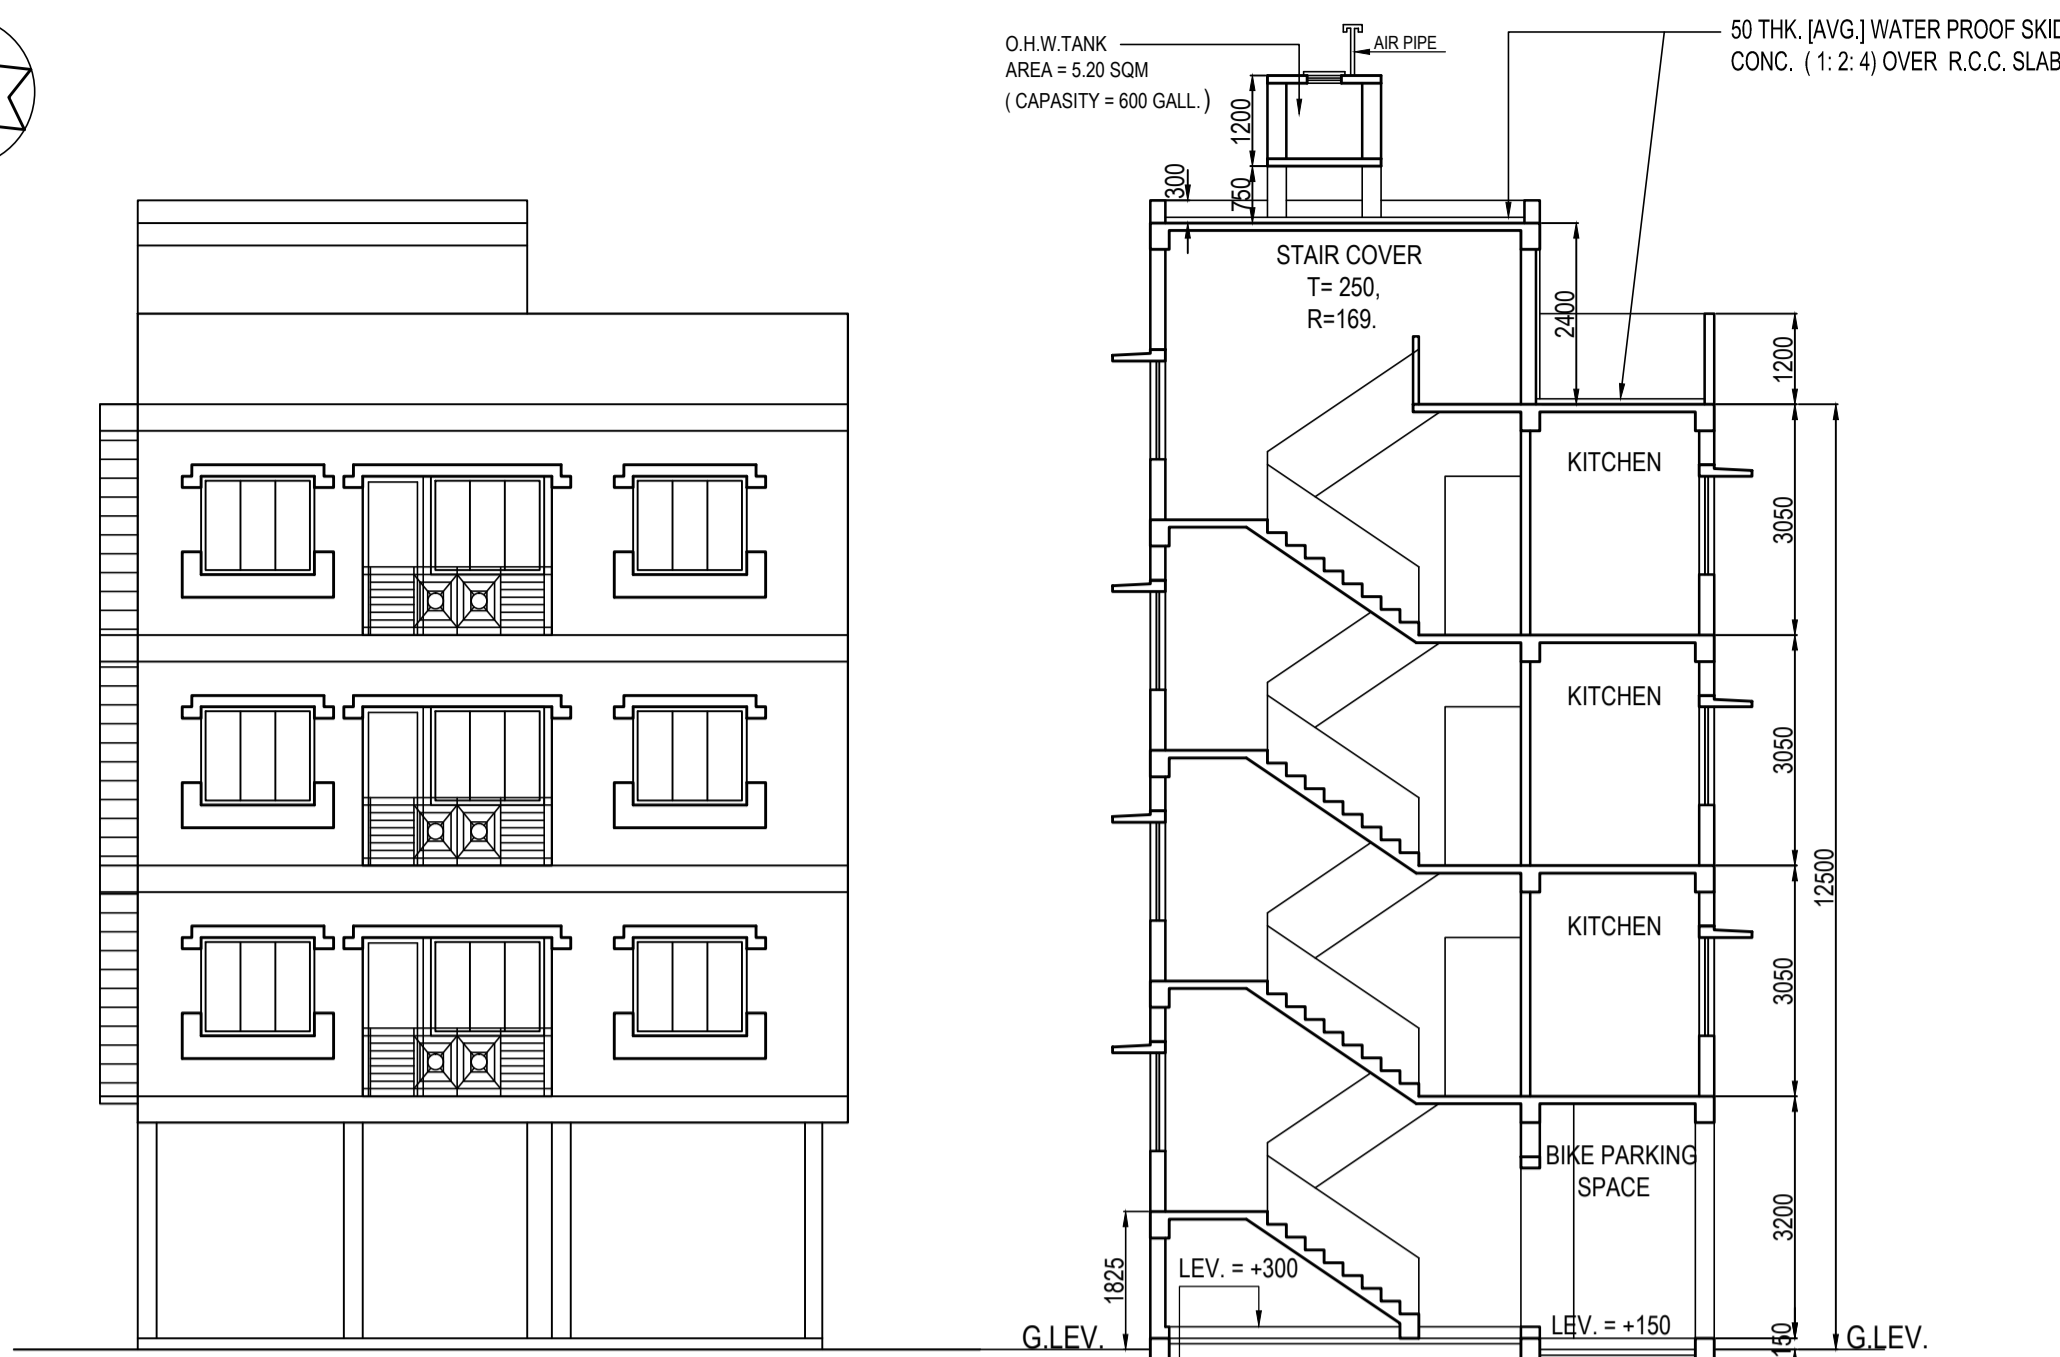 O.H.W.TANK
AREA = 5.20 SQM
( CAPASITY = 600 GALL. )
AIR PIPE
50 THK. [AVG.] WATER PROOF SKID
CONC. ( 1: 2: 4) OVER R.C.C. SLAB
1200
300
750
STAIR COVER
T= 250,
R=169.
2400
1200
KITCHEN
3050
KITCHEN
3050
12500
KITCHEN
3050
BIKE PARKING
SPACE
3200
1825
LEV. = +300
LEV. = +150
150
G.LEV.
G.LEV.